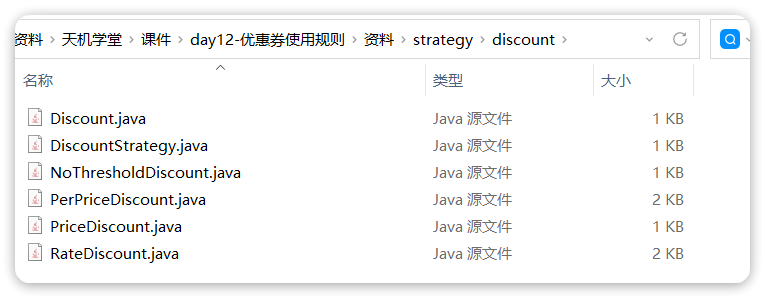 资料 › 天机学堂 › 课件 › day12-优惠券使用规则 › 资料 › strategy › discount ›
名称 类型 大小
Discount.java Java 源文件 1 KB
DiscountStrategy.java Java 源文件 1 KB
NoThresholdDiscount.java Java 源文件 1 KB
PerPriceDiscount.java Java 源文件 2 KB
PriceDiscount.java Java 源文件 1 KB
RateDiscount.java Java 源文件 2 KB